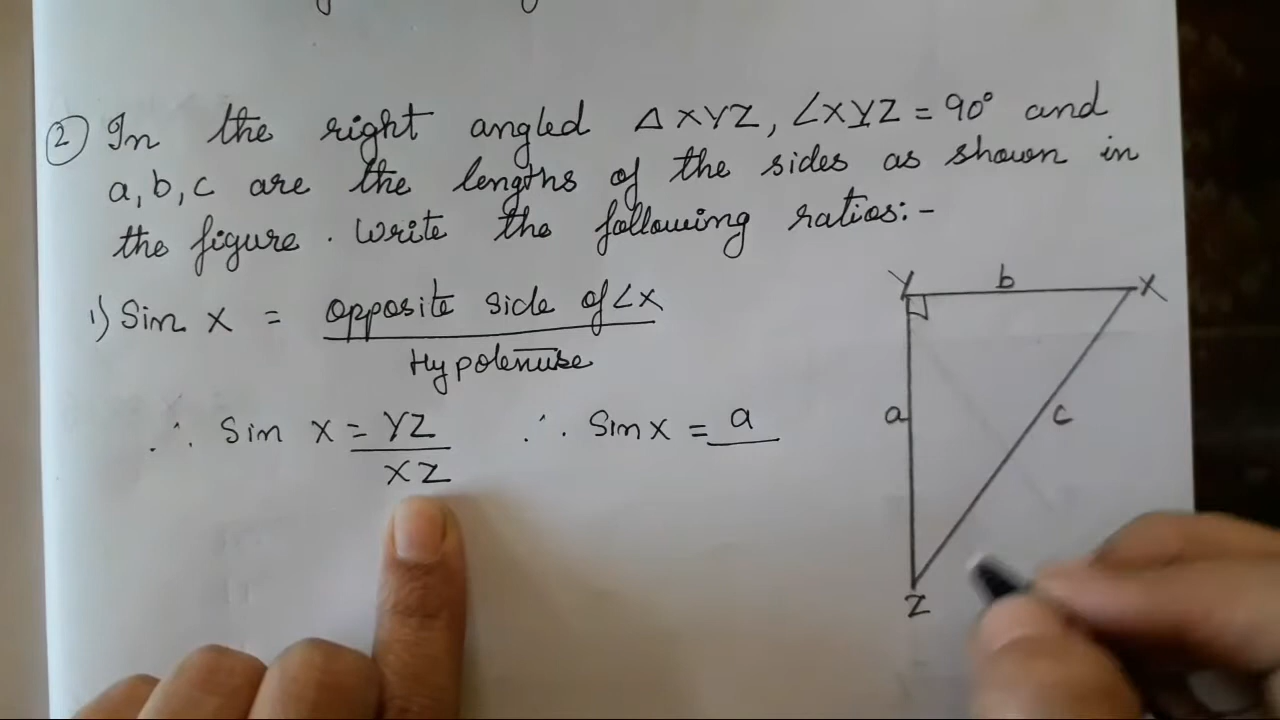 ② In the right angled △XYZ, ∠XYZ = 90° and
a, b, c are the lengths of the sides as shown in
the figure. Write the following ratios:-
1) Sin X = opposite side of ∠X
Hypotenuse
∴ Sin X = YZ
XZ
∴ Sin X = a
Y b X
a c
Z